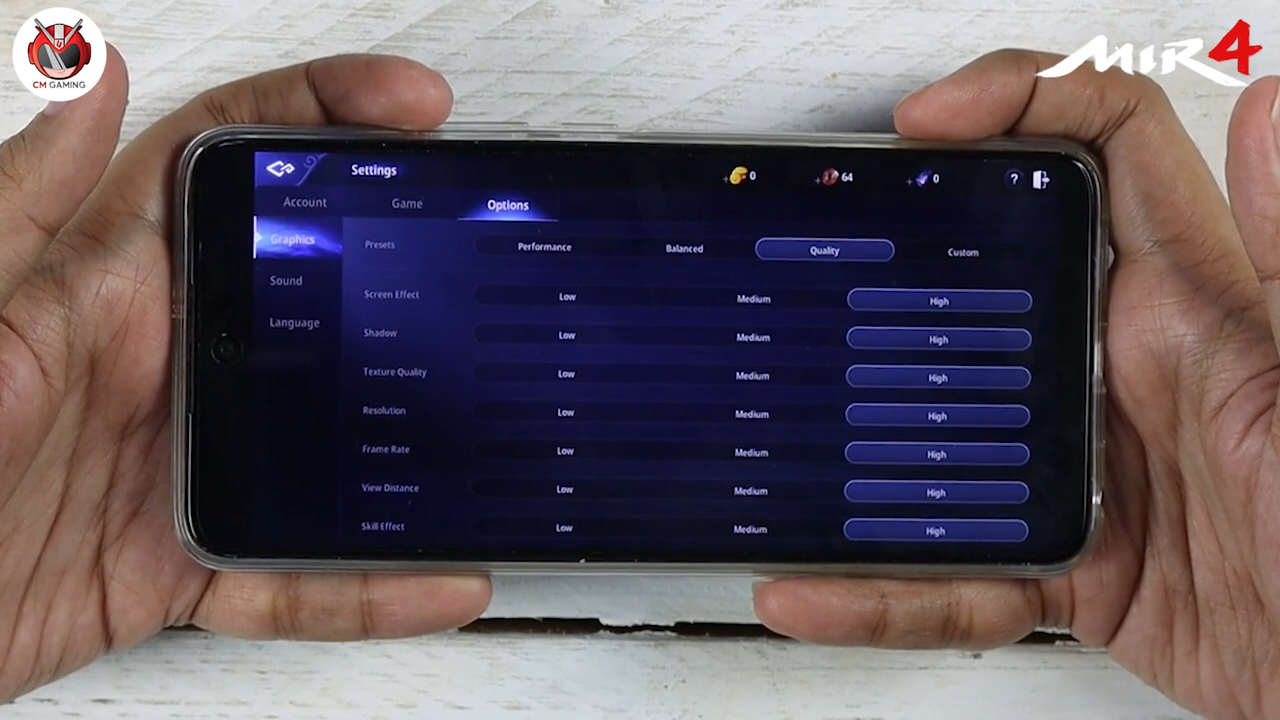 CM GAMING
MIR4
Settings
0
64
0
?
Account
Game
Options
Graphics
Sound
Language
Presets
Performance
Balanced
Quality
Custom
Screen Effect
Low
Medium
High
Shadow
Low
Medium
High
Texture Quality
Low
Medium
High
Resolution
Low
Medium
High
Frame Rate
Low
Medium
High
View Distance
Low
Medium
High
Skill Effect
Low
Medium
High